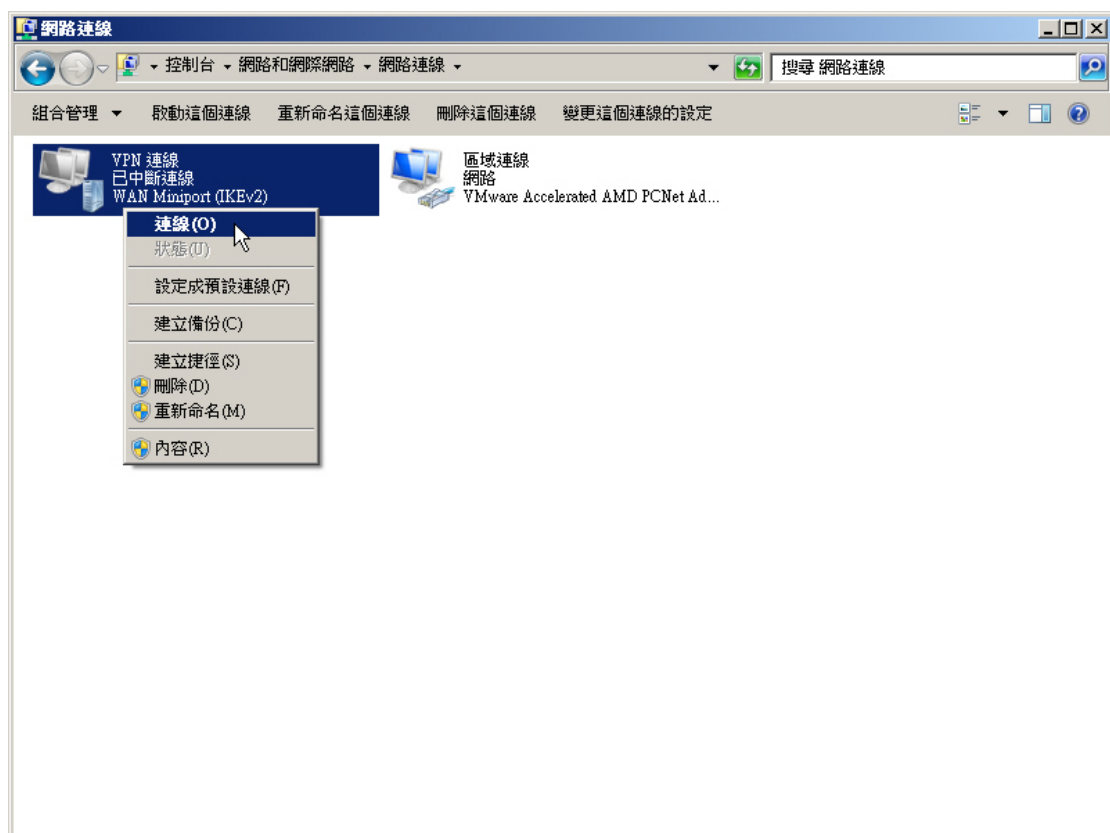 網路連線
控制台 網路和網際網路 網路連線
搜尋 網路連線
組合管理 啟動這個連線 重新命名這個連線 刪除這個連線 變更這個連線的設定
VPN 連線
已中斷連線
WAN Miniport (IKEv2)
區域連線
網路
VMware Accelerated AMD PCNet Ad...
連線(O)
狀態(U)
設定成預設連線(F)
建立備份(C)
建立捷徑(S)
刪除(D)
重新命名(M)
內容(R)